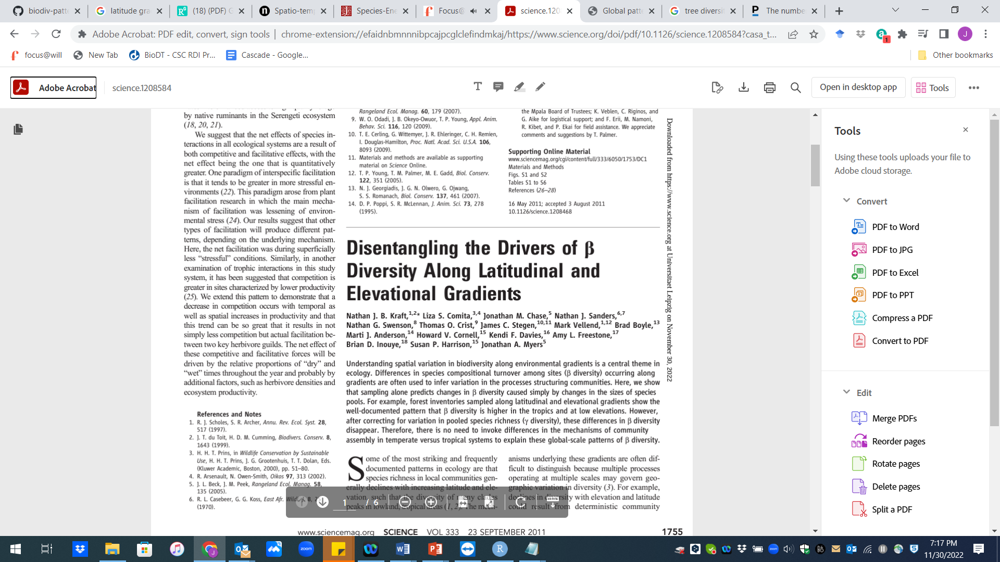 biodiv-patt
latitude gra
(18) (PDF) G
Spatio-temp
Species-Ene
Focus@
science.120
Global patt
tree diversi
The numbe
Adobe Acrobat: PDF edit, convert, sign tools | chrome-extension://efaidnbmnnnibpcajpcglclefindmkaj/https://www.science.org/doi/pdf/10.1126/science.1208584?casa_t...
1
J
focus@will
New Tab
BioDT - CSC RDI Pr...
Cascade - Google...
Other bookmarks
Adobe Acrobat
science.1208584
Open in desktop app
Tools
by native ruminants in the Serengeti ecosystem
(18, 20, 21).
We suggest that the net effects of species in-
teractions in all ecological systems are a result of
both competitive and facilitative effects, with the
net effect being the one that is quantitatively
greater. One paradigm of interspecific facilitation
is that it tends to be greater in more stressful en-
vironments (22). This paradigm arose from plant
facilitation research in which the main mecha-
nism of facilitation was lessening of environ-
mental stress (24). Our results suggest that other
types of facilitation will produce different pat-
terns, depending on the underlying mechanism.
Here, the net facilitation was during superficially
less “stressful” conditions. Similarly, in another
examination of trophic interactions in this study
system, it has been suggested that competition is
greater in sites characterized by lower productivity
(25). We extend this pattern to demonstrate that a
decrease in competition occurs with temporal as
well as spatial increases in productivity and that
this trend can be so great that it results in not
simply less competition but actual facilitation be-
tween two key herbivore guilds. The net effect of
these competitive and facilitative forces will be
driven by the relative proportions of “dry” and
“wet” times throughout the year and probably by
additional factors, such as herbivore densities and
ecosystem productivity.
References and Notes
1. R. J. Scholes, S. R. Archer, Annu. Rev. Ecol. Syst. 28,
517 (1997).
2. J. T. du Toit, H. D. M. Cumming, Biodivers. Conserv. 8,
1643 (1999).
3. H. H. T. Prins, in Wildlife Conservation by Sustainable
Use, H. H. T. Prins, J. G. Grootenhuis, T. T. Dolan, Eds.
(Kluwer Academic, Boston, 2000), pp. 51–80.
4. R. Arsenault, N. Owen-Smith, Oikos 97, 313 (2002).
5. J. L. Beck, J. M. Peek, Rangeland Ecol. Manag. 58,
135 (2005).
6. R. L. Casebeer, G. G. Koss, East Afr. Wildl. J. 8, 25
(1970).
Rangeland Ecol. Manag. 60, 179 (2007).
9. W. O. Odadi, J. B. Okeyo-Owuor, T. P. Young, Appl. Anim.
Behav. Sci. 116, 120 (2009).
10. T. E. Cerling, G. Wittemyer, J. R. Ehleringer, C. H. Remien,
I. Douglas-Hamilton, Proc. Natl. Acad. Sci. U.S.A. 106,
8093 (2009).
11. Materials and methods are available as supporting
material on Science Online.
12. T. P. Young, T. M. Palmer, M. E. Gadd, Biol. Conserv.
122, 351 (2005).
13. N. J. Georgiadis, J. G. N. Olwero, G. Ojwang,
S. S. Romanach, Biol. Conserv. 137, 461 (2007).
14. D. P. Poppi, S. R. McLennan, J. Anim. Sci. 73, 278
(1995).
the Mpala Board of Trustees; K. Veblen, C. Riginos, and
G. Aike for logistical support; and F. Erii, M. Namoni,
R. Kibet, and P. Ekai for field assistance. We appreciate
comments and suggestions by T. Palmer.
Supporting Online Material
www.sciencemag.org/cgi/content/full/333/6050/1753/DC1
Materials and Methods
Figs. S1 and S2
Tables S1 to S6
References (26–28)
16 May 2011; accepted 3 August 2011
10.1126/science.1208468
Disentangling the Drivers of β
Diversity Along Latitudinal and
Elevational Gradients
Nathan J. B. Kraft,1,2* Liza S. Comita,3,4 Jonathan M. Chase,5 Nathan J. Sanders,6,7
Nathan G. Swenson,8 Thomas O. Crist,9 James C. Stegen,10,11 Mark Vellend,1,12 Brad Boyle,13
Marti J. Anderson,14 Howard V. Cornell,15 Kendi F. Davies,16 Amy L. Freestone,17
Brian D. Inouye,18 Susan P. Harrison,15 Jonathan A. Myers5
Understanding spatial variation in biodiversity along environmental gradients is a central theme in
ecology. Differences in species compositional turnover among sites (β diversity) occurring along
gradients are often used to infer variation in the processes structuring communities. Here, we show
that sampling alone predicts changes in β diversity caused simply by changes in the sizes of species
pools. For example, forest inventories sampled along latitudinal and elevational gradients show the
well-documented pattern that β diversity is higher in the tropics and at low elevations. However,
after correcting for variation in pooled species richness (γ diversity), these differences in β diversity
disappear. Therefore, there is no need to invoke differences in the mechanisms of community
assembly in temperate versus tropical systems to explain these global-scale patterns of β diversity.
Some of the most striking and frequently
documented patterns in ecology are that
species richness in local communities gen-
erally declines with increasing latitude and ele-
vation, such that the diversity of many clades
peaks in lowland, tropical areas (1, 2). The mech-
anisms underlying these gradients are often dif-
ficult to distinguish because multiple processes
operating at multiple scales may govern geo-
graphic variation in diversity (3). For example,
declines in diversity with elevation and latitude
could result from deterministic community
1 / 6
www.sciencemag.org SCIENCE VOL 333 23 SEPTEMBER 2011 1755
Downloaded from https://www.science.org at Universitaet Leipzig on November 30, 2022
Tools
Using these tools uploads your file to
Adobe cloud storage.
Convert
PDF to Word
PDF to JPG
PDF to Excel
PDF to PPT
Compress a PDF
Convert to PDF
Edit
Merge PDFs
Reorder pages
Rotate pages
Delete pages
Split a PDF
zoom
7:17 PM
11/30/2022